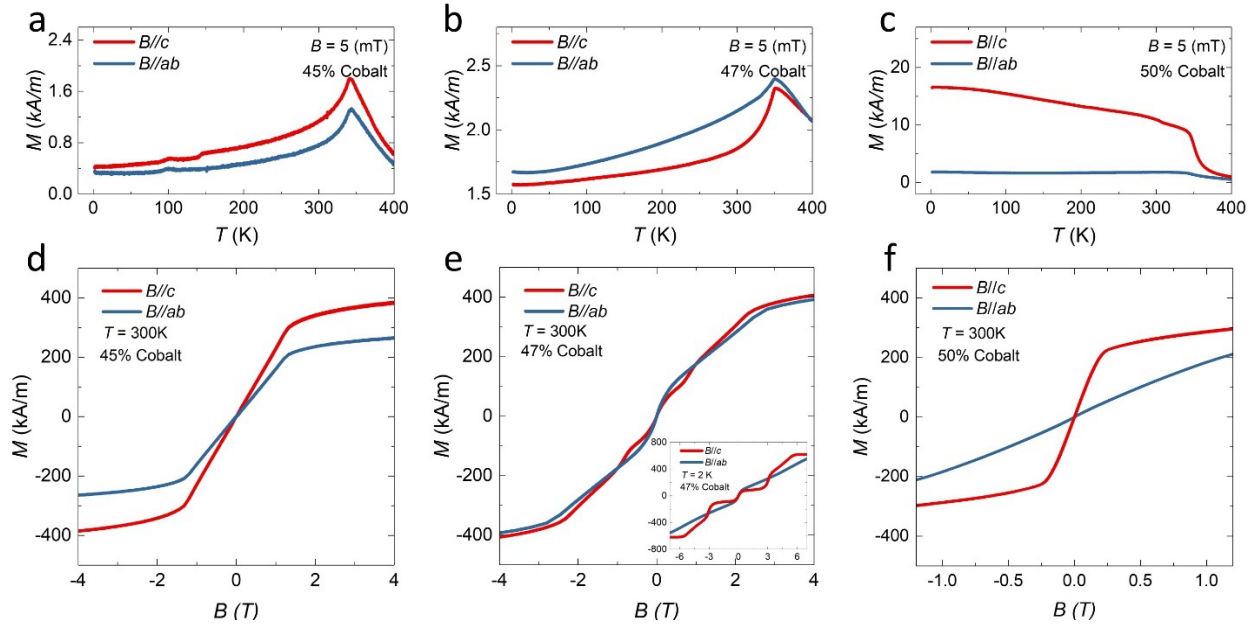 a
B//c
B//ab
B = 5 (mT)
45% Cobalt
2.4
1.8
1.2
0.6
0.0
M (kA/m)
0 100 200 300 400
T (K)
b
B//c
B//ab
B = 5 (mT)
47% Cobalt
2.5
2.0
1.5
M (kA/m)
0 100 200 300 400
T (K)
c
B//c
B//ab
B = 5 (mT)
50% Cobalt
20
10
0
M (kA/m)
0 100 200 300 400
T (K)
d
B//c
B//ab
T = 300K
45% Cobalt
400
200
0
-200
-400
M (kA/m)
-4 -2 0 2 4
B (T)
e
B//c
B//ab
T = 300K
47% Cobalt
400
200
0
-200
-400
M (kA/m)
-4 -2 0 2 4
B (T)
B//c
B//ab
T = 2 K
47% Cobalt
800
400
0
-400
-800
-6 -3 0 3 6
f
B//c
B//ab
T = 300K
50% Cobalt
400
200
0
-200
-400
M (kA/m)
-1.0 -0.5 0.0 0.5 1.0
B (T)